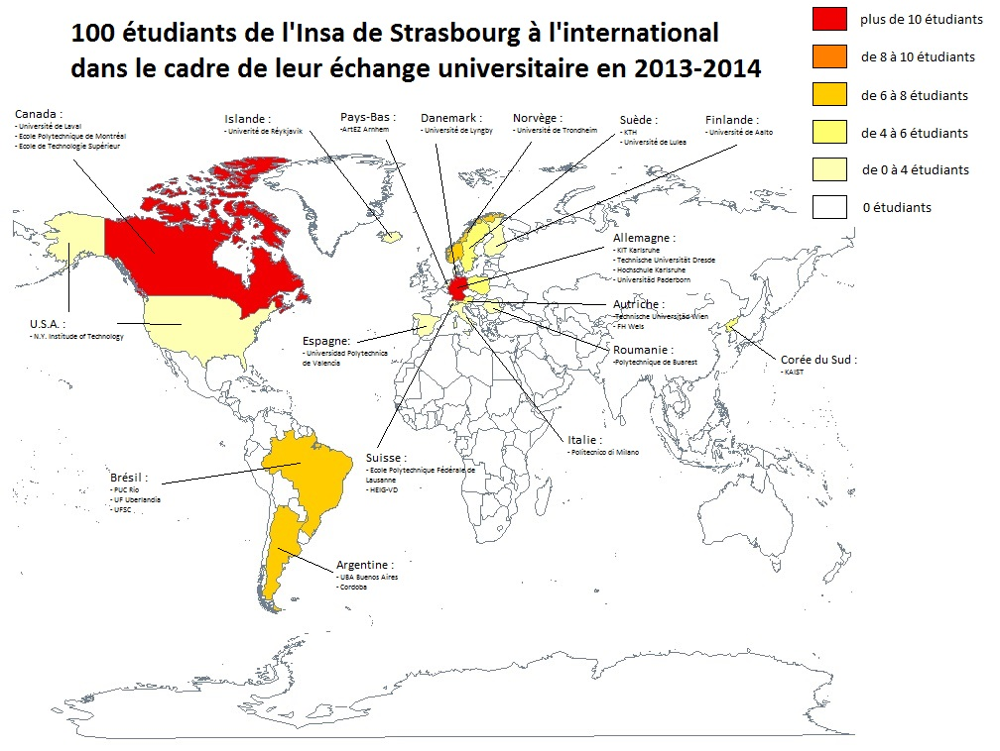 100 étudiants de l'Insa de Strasbourg à l'international
dans le cadre de leur échange universitaire en 2013-2014
plus de 10 étudiants
de 8 à 10 étudiants
de 6 à 8 étudiants
de 4 à 6 étudiants
de 0 à 4 étudiants
0 étudiants
Canada :
- Université de Laval
- Ecole Polytechnique de Montréal
- Ecole de Technologie Supérieur
Islande :
- Univerité de Réykjavik
Pays-Bas :
-ArtEZ Arnhem
Danemark :
- Université de Lyngby
Norvège :
- Université de Trondheim
Suède :
- KTH
- Université de Lulea
Finlande :
- Université de Aalto
Allemagne :
- KIT Karlsruhe
- Technische Universität Dresde
- Hochschule Karlsruhe
- Universität Paderborn
Autriche :
- Technische Universität Wien
- FH Wels
Roumanie :
-Polytechnique de Buarest
Corée du Sud :
- KAIST
U.S.A. :
- N.Y. Institude of Technology
Espagne:
- Universidad Polytechnica
de Valencia
Italie :
- Politecnico di Milano
Suisse :
- Ecole Polytechnique Fédérale de
Lausanne
- HEIG-VD
Brésil :
- PUC Rio
- UF Uberlandia
- UFSC
Argentine :
- UBA Buenos Aires
- Cordoba